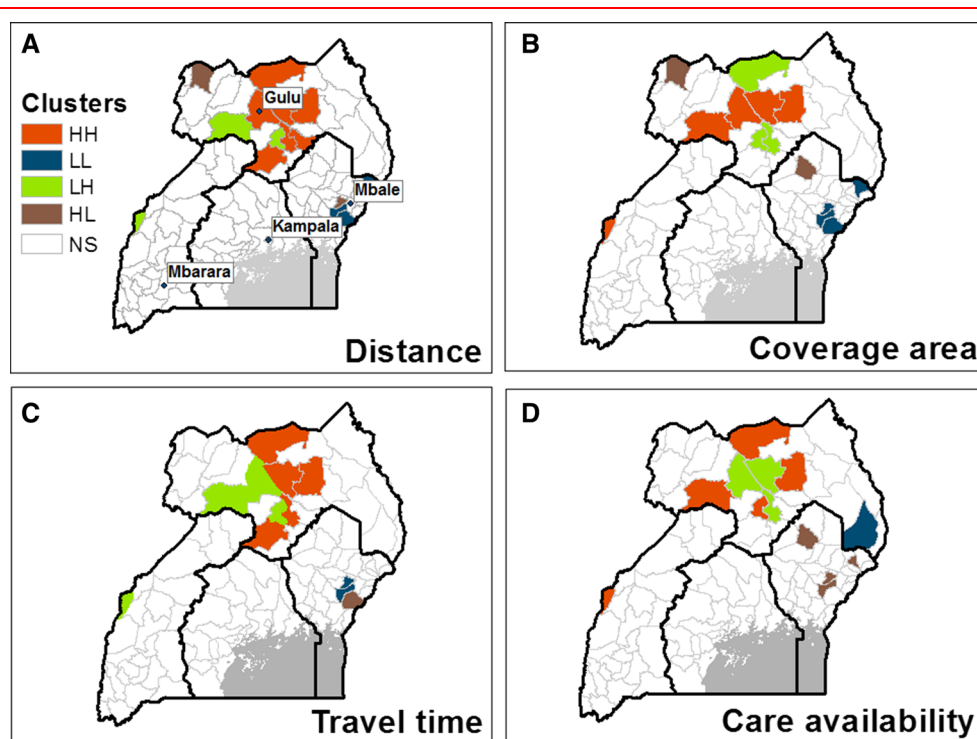 A
Clusters
HH
LL
LH
HL
NS
Gulu
Mbale
Kampala
Mbarara
Distance
B
Coverage area
C
Travel time
D
Care availability